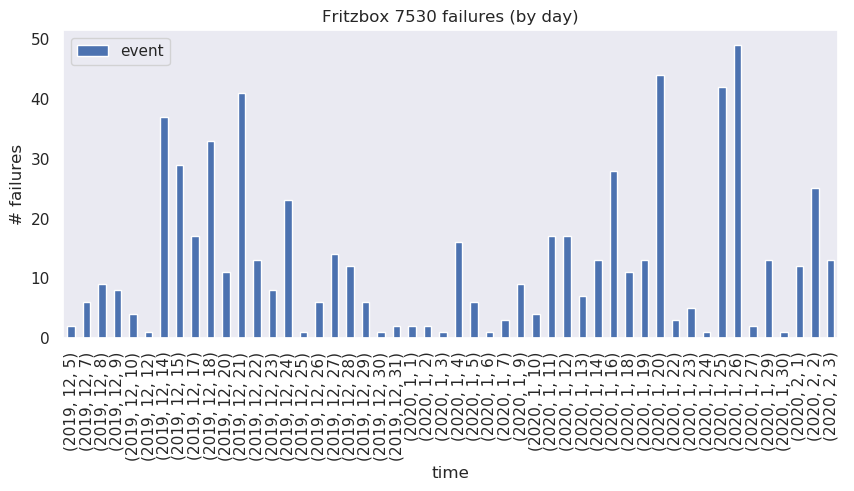 Fritzbox 7530 failures (by day)
event
# failures
50
40
30
20
10
0
(2019, 12, 5)
(2019, 12, 7)
(2019, 12, 8)
(2019, 12, 9)
(2019, 12, 10)
(2019, 12, 12)
(2019, 12, 14)
(2019, 12, 15)
(2019, 12, 17)
(2019, 12, 18)
(2019, 12, 20)
(2019, 12, 21)
(2019, 12, 22)
(2019, 12, 23)
(2019, 12, 24)
(2019, 12, 25)
(2019, 12, 26)
(2019, 12, 27)
(2019, 12, 28)
(2019, 12, 29)
(2019, 12, 30)
(2019, 12, 31)
(2020, 1, 1)
(2020, 1, 2)
(2020, 1, 3)
(2020, 1, 4)
(2020, 1, 5)
(2020, 1, 6)
(2020, 1, 7)
(2020, 1, 9)
(2020, 1, 10)
(2020, 1, 11)
(2020, 1, 12)
(2020, 1, 13)
(2020, 1, 14)
(2020, 1, 16)
(2020, 1, 18)
(2020, 1, 19)
(2020, 1, 20)
(2020, 1, 22)
(2020, 1, 23)
(2020, 1, 24)
(2020, 1, 25)
(2020, 1, 26)
(2020, 1, 27)
(2020, 1, 29)
(2020, 1, 30)
(2020, 2, 1)
(2020, 2, 2)
(2020, 2, 3)
time